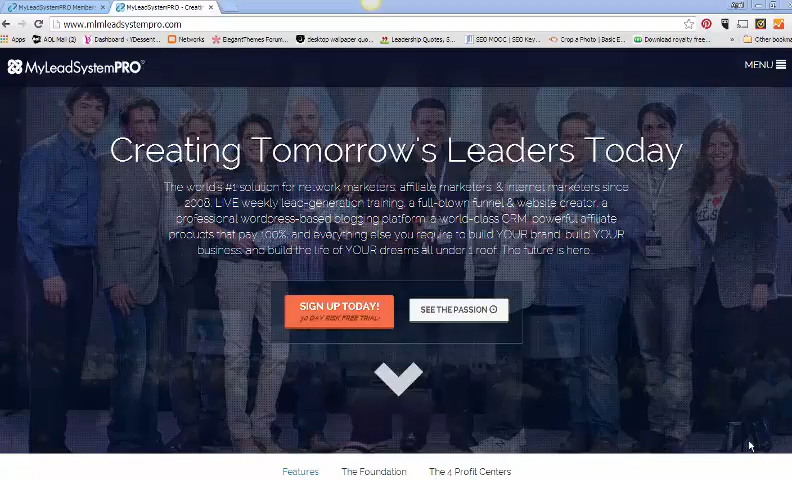 MyLeadSystemPRO Member
MyLeadSystemPRO - Creati
www.mlmleadsystempro.com
Apps
AOL Mail (2)
Dashboard ‹ YDessent...
Networks
ElegantThemes Forum...
desktop wallpaper quo...
Leadership Quotes, S...
SEO MOOC | SEO Key...
Crop a Photo | Basic E...
Download royalty free...
»
Other bookma
MyLeadSystemPRO®
MENU
Creating Tomorrow's Leaders Today
The world's #1 solution for network marketers, affiliate marketers, & internet marketers since
2008. LIVE weekly lead-generation training, a full-blown funnel & website creator, a
professional wordpress-based blogging platform, a world-class CRM, powerful affiliate
products that pay 100%, and everything else you require to build YOUR brand, build YOUR
business, and build the life of YOUR dreams all under 1 roof. The future is here...
SIGN UP TODAY!
30 DAY RISK FREE TRIAL!
SEE THE PASSION
Features
The Foundation
The 4 Profit Centers